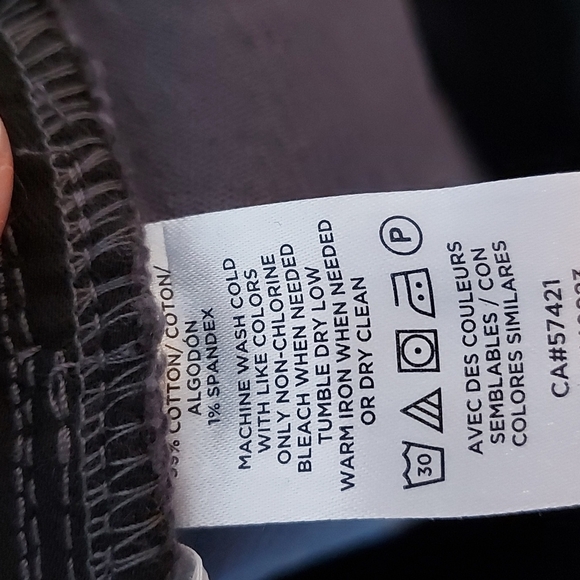 COTTON/ COTON/
ALGODÓN
1% SPANDEX
MACHINE WASH COLD
WITH LIKE COLORS
ONLY NON-CHLORINE
BLEACH WHEN NEEDED
TUMBLE DRY LOW
WARM IRON WHEN NEEDED
OR DRY CLEAN
30 P
AVEC DES COULEURS
SEMBLABLES / CON
COLORES SIMILARES
CA#57421